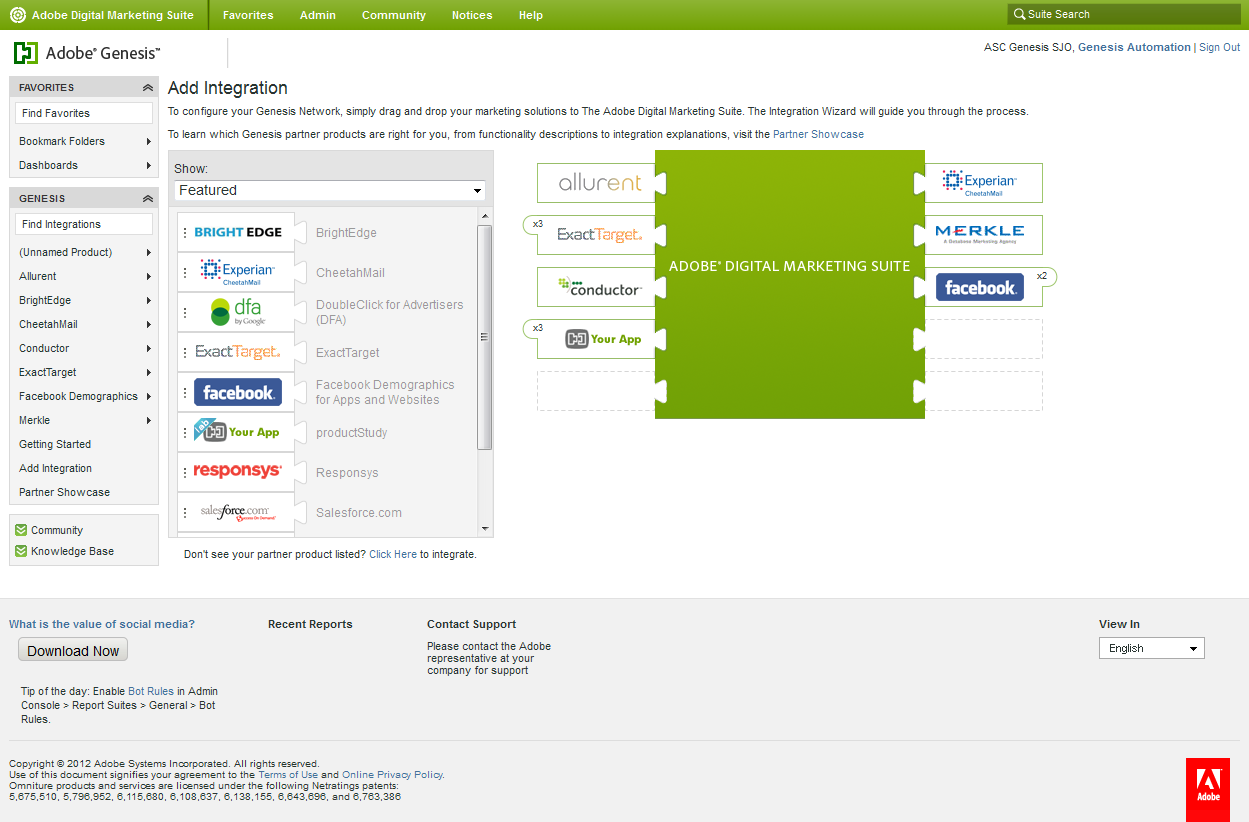 Adobe Digital Marketing Suite
Favorites
Admin
Community
Notices
Help
Suite Search
Adobe® Genesis™
ASC Genesis SJO, Genesis Automation | Sign Out
FAVORITES
Find Favorites
Bookmark Folders
Dashboards
GENESIS
Find Integrations
(Unnamed Product)
Allurent
BrightEdge
CheetahMail
Conductor
ExactTarget
Facebook Demographics
Merkle
Getting Started
Add Integration
Partner Showcase
Community
Knowledge Base
Add Integration
To configure your Genesis Network, simply drag and drop your marketing solutions to The Adobe Digital Marketing Suite. The Integration Wizard will guide you through the process.
To learn which Genesis partner products are right for you, from functionality descriptions to integration explanations, visit the Partner Showcase
Show:
Featured
BRIGHTEDGE
BrightEdge
Experian™
CheetahMail
CheetahMail
dfa
by Google
DoubleClick for Advertisers
(DFA)
ExactTarget.
ExactTarget
facebook.
Facebook Demographics
for Apps and Websites
lab
Your App
productStudy
responsys®
Responsys
salesforce.com
Success On Demand
Salesforce.com
Don't see your partner product listed? Click Here to integrate.
allurent
x3
ExactTarget.
conductor™
x3
Your App
ADOBE® DIGITAL MARKETING SUITE
Experian™
CheetahMail
MERKLE
A Database Marketing Agency
x2
facebook.
What is the value of social media?
Download Now
Tip of the day: Enable Bot Rules in Admin
Console > Report Suites > General > Bot
Rules.
Recent Reports
Contact Support
Please contact the Adobe
representative at your
company for support
View In
English
Copyright © 2012 Adobe Systems Incorporated. All rights reserved.
Use of this document signifies your agreement to the Terms of Use and Online Privacy Policy.
Omniture products and services are licensed under the following Netratings patents:
5,675,510, 5,796,952, 6,115,680, 6,108,637, 6,138,155, 6,643,696, and 6,763,386
Adobe